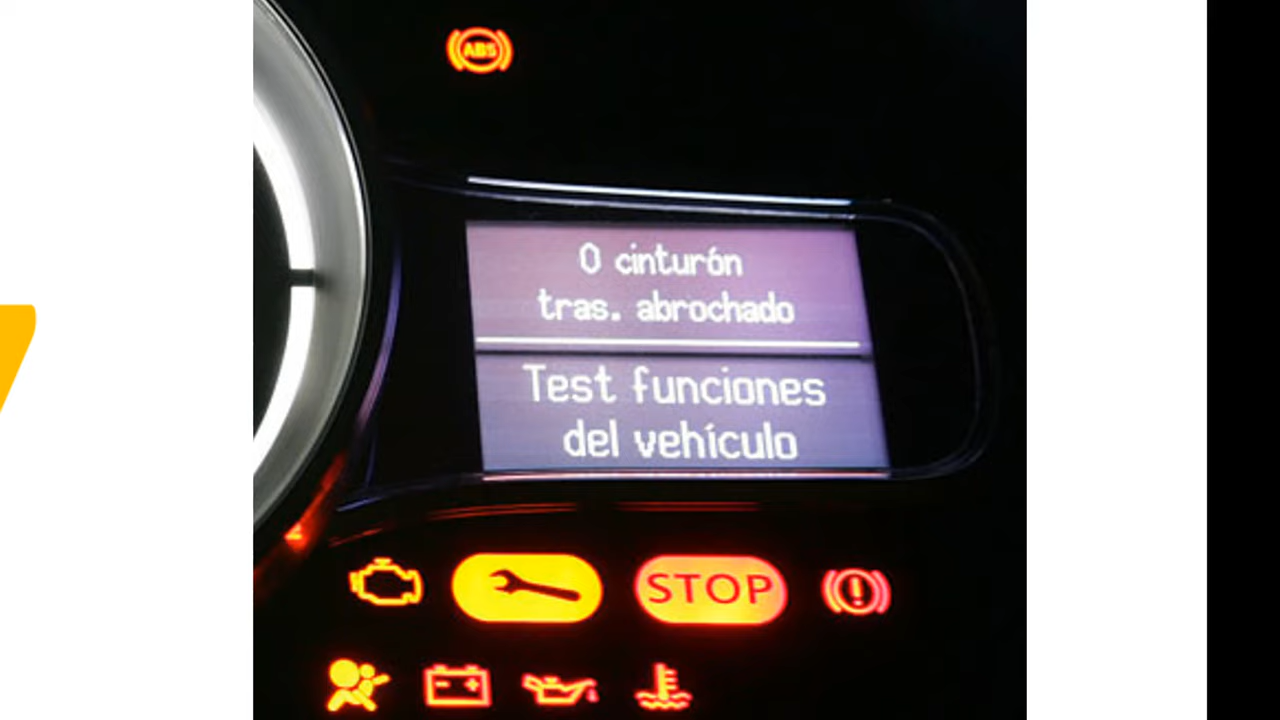 ABS
0 cinturón
tras. abrochado
Test funciones
del vehículo
STOP